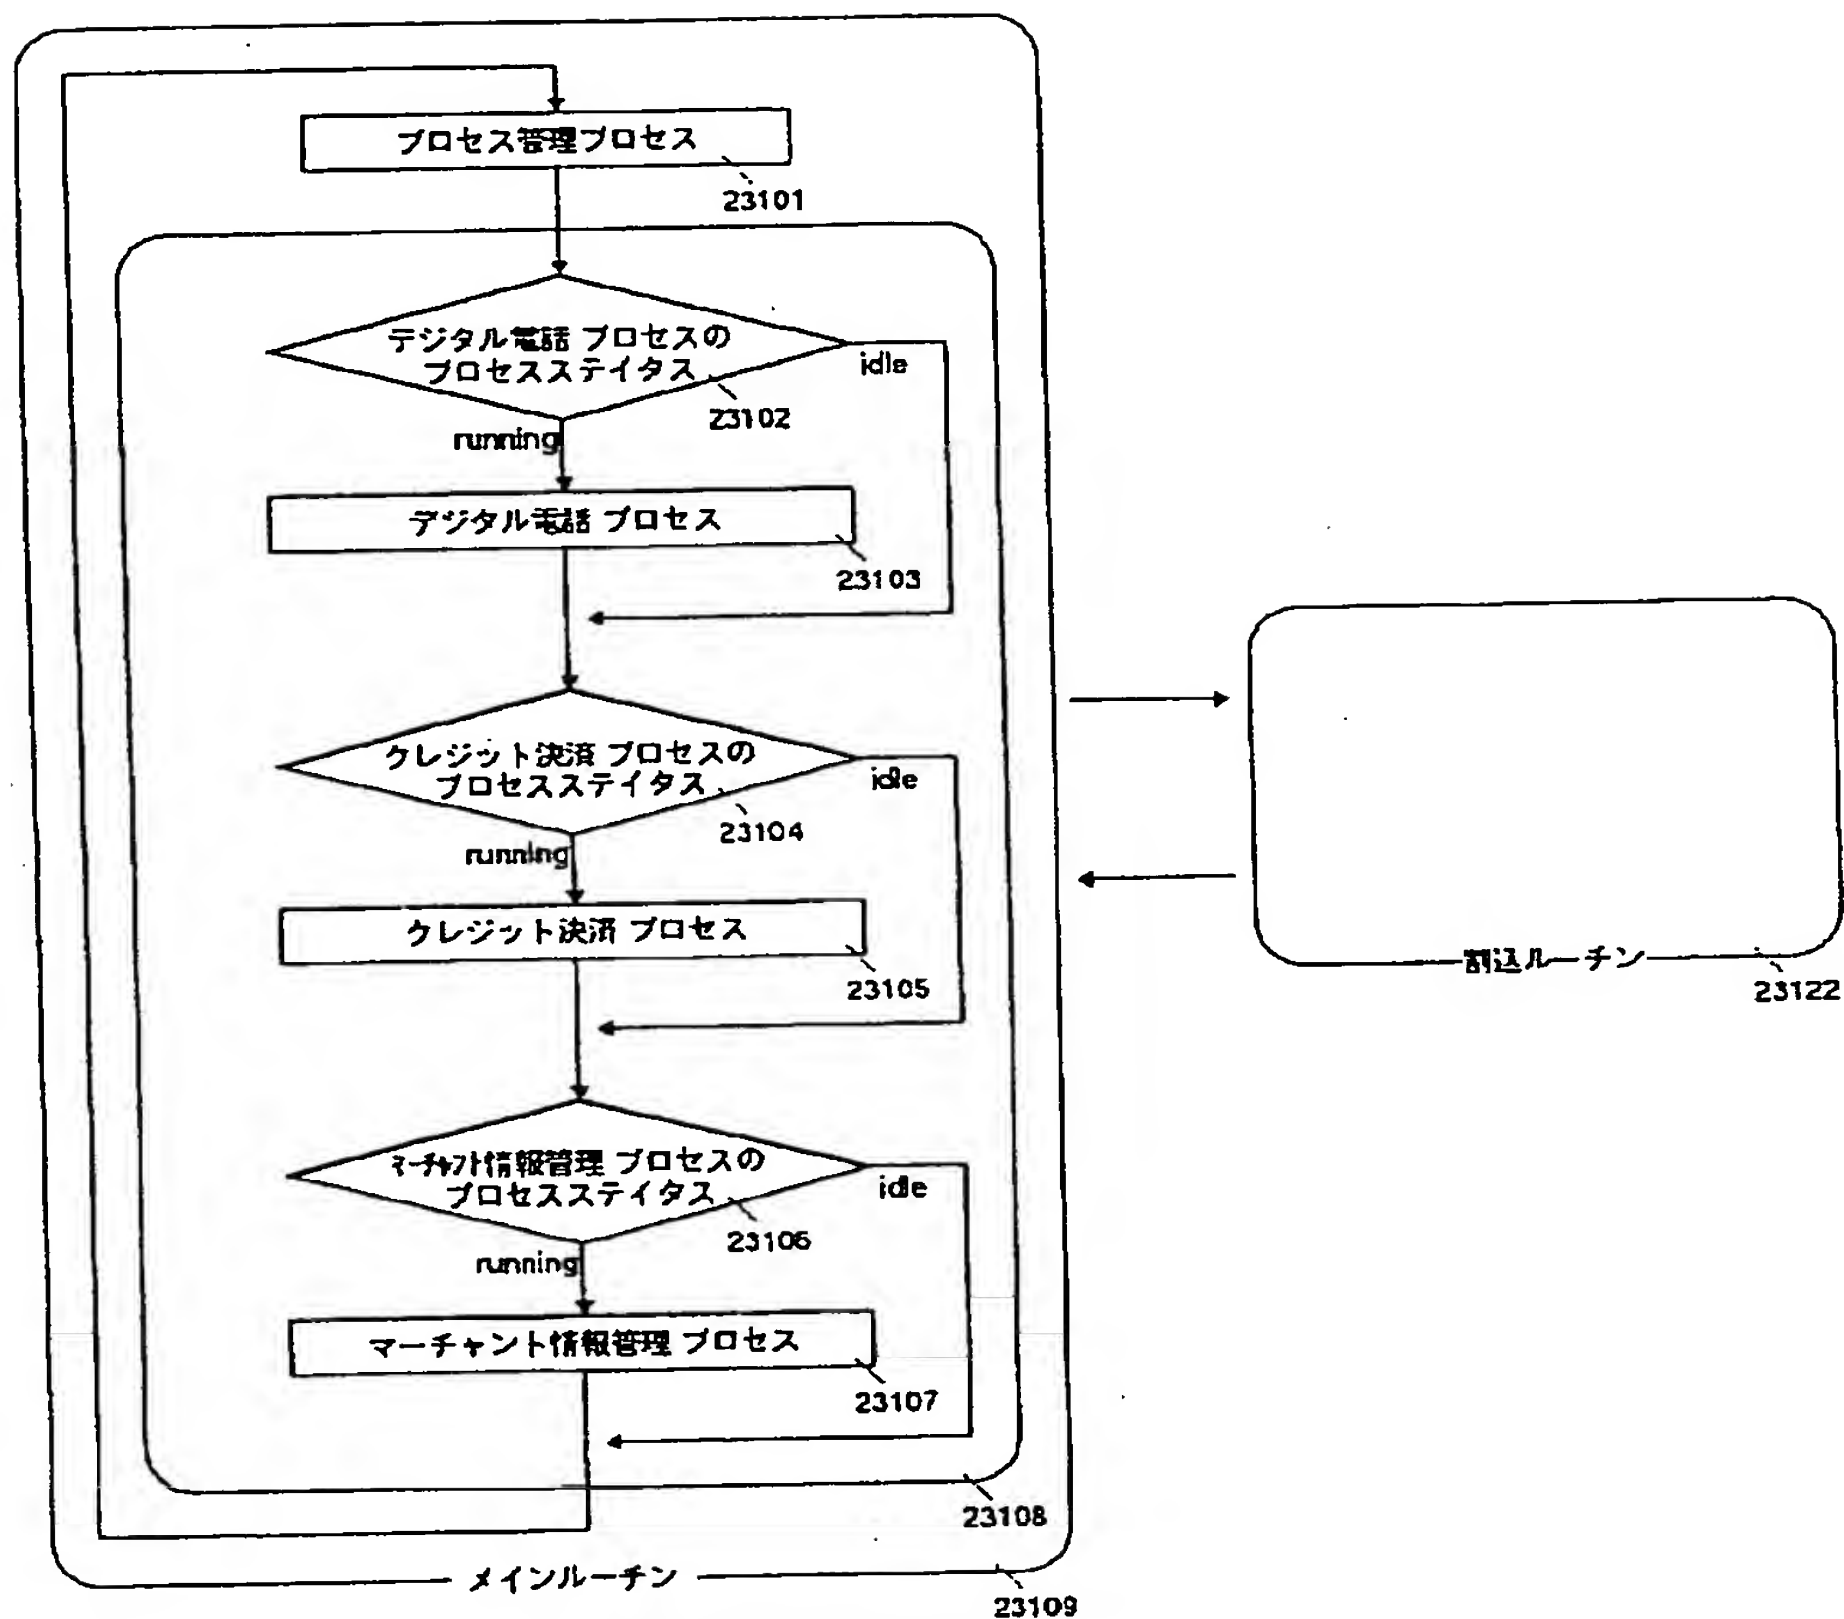 プロセス管理プロセス
23101
デジタル電話 プロセスの
プロセスステイタス
idle
23102
running
デジタル電話 プロセス
23103
クレジット決済 プロセスの
プロセスステイタス
idle
23104
running
クレジット決済 プロセス
23105
割込ルーチン
23122
マーチャント情報管理 プロセスの
プロセスステイタス
idle
23106
running
マーチャント情報管理 プロセス
23107
23108
メインルーチン
23109